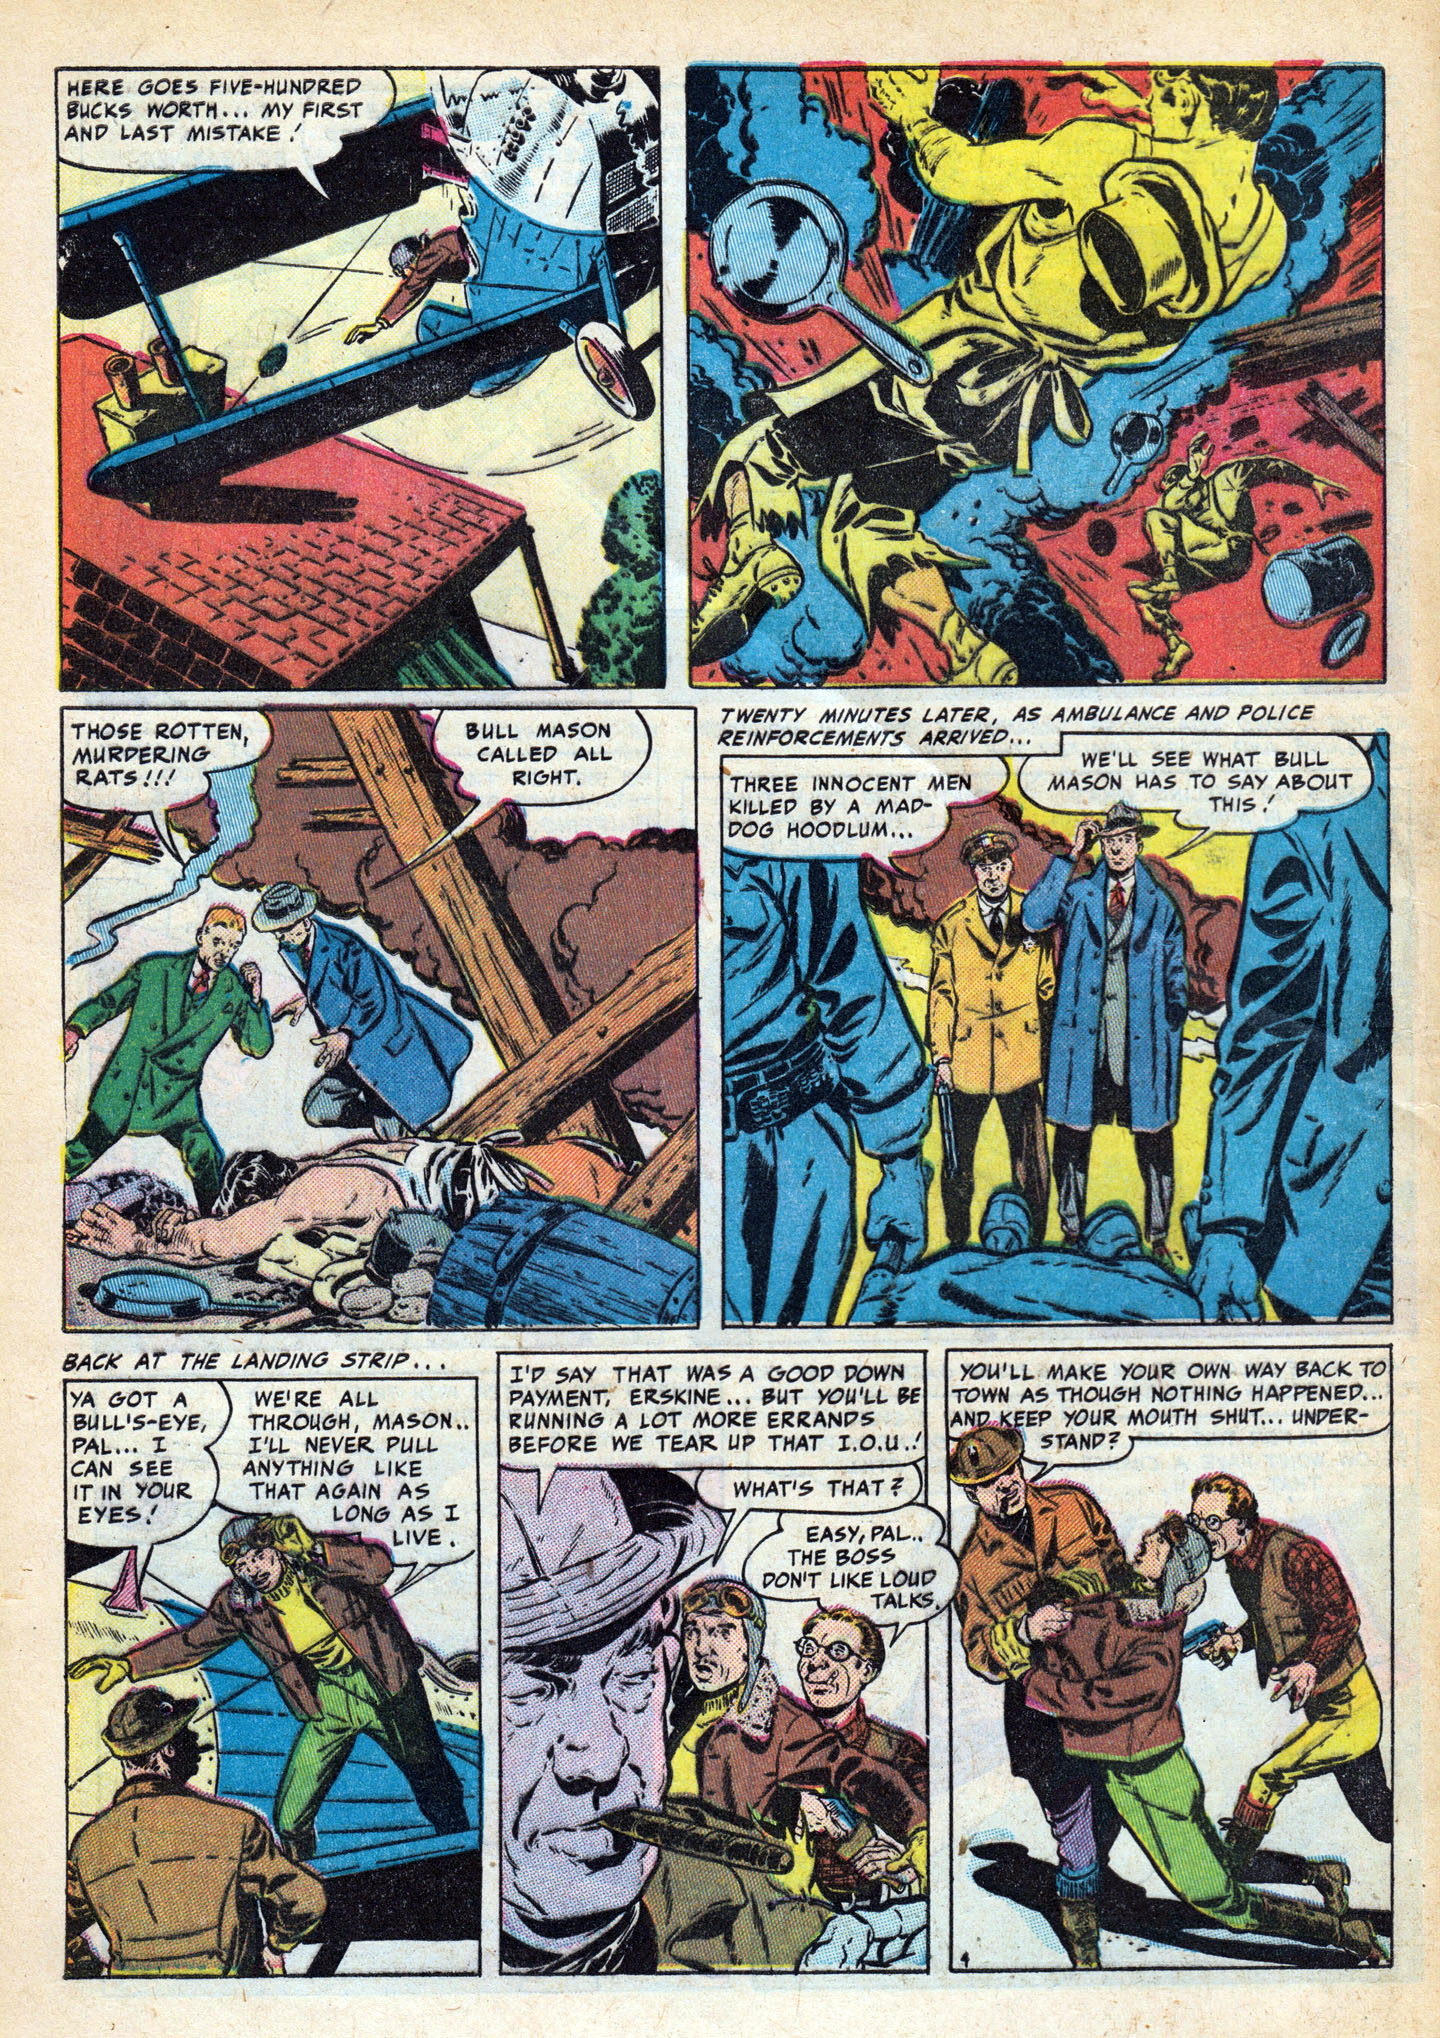 HERE GOES FIVE-HUNDRED
BUCKS WORTH... MY FIRST
AND LAST MISTAKE!
THOSE ROTTEN,
MURDERING
RATS!!!
BULL MASON
CALLED ALL
RIGHT.
TWENTY MINUTES LATER, AS AMBULANCE AND POLICE
REINFORCEMENTS ARRIVED...
THREE INNOCENT MEN
KILLED BY A MAD-
DOG HOODLUM...
WE'LL SEE WHAT BULL
MASON HAS TO SAY ABOUT
THIS!
BACK AT THE LANDING STRIP...
YA GOT A
BULL'S-EYE,
PAL... I
CAN SEE
IT IN YOUR
EYES!
WE'RE ALL
THROUGH, MASON..
I'LL NEVER PULL
ANYTHING LIKE
THAT AGAIN AS
LONG AS I
LIVE.
I'D SAY THAT WAS A GOOD DOWN
PAYMENT, ERSKINE... BUT YOU'LL BE
RUNNING A LOT MORE ERRANDS
BEFORE WE TEAR UP THAT I.O.U..!
WHAT'S THAT?
EASY, PAL..
THE BOSS
DON'T LIKE LOUD
TALKS.
YOU'LL MAKE YOUR OWN WAY BACK TO
TOWN AS THOUGH NOTHING HAPPENED...
AND KEEP YOUR MOUTH SHUT... UNDER-
STAND?
4